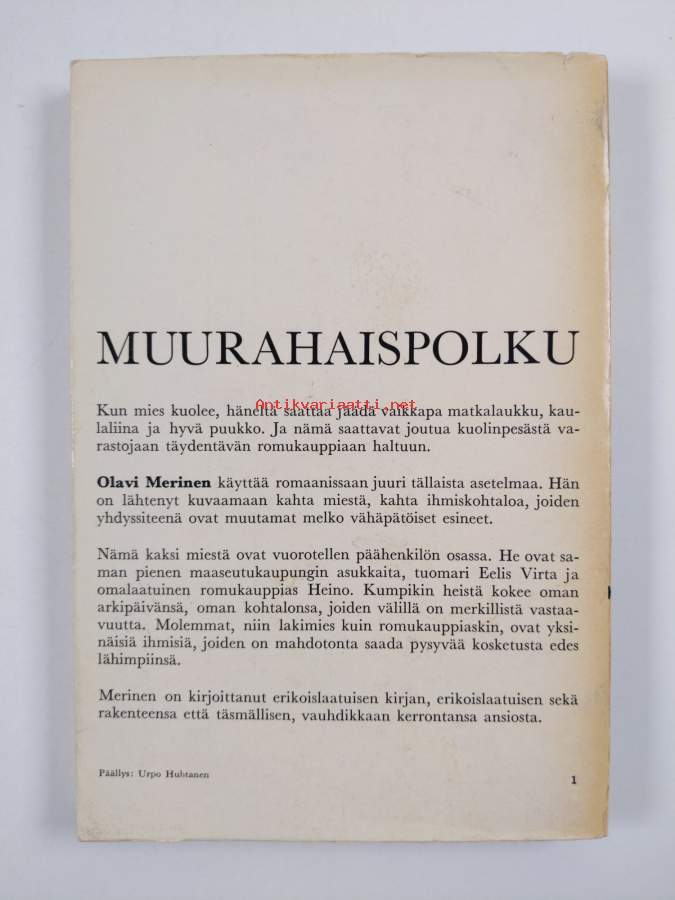 MUURAHAISPOLKU
Antikvariaatti.net
Kun mies kuolee, häneltä saattaa jäädä vaikkapa matkalaukku, kau-
laliina ja hyvä puukko. Ja nämä saattavat joutua kuolinpesästä va-
rastojaan täydentävän romukauppiaan haltuun.
Olavi Merinen käyttää romaanissaan juuri tällaista asetelmaa. Hän
on lähtenyt kuvaamaan kahta miestä, kahta ihmiskohtaloa, joiden
yhdyssiteenä ovat muutamat melko vähäpätöiset esineet.
Nämä kaksi miestä ovat vuorotellen päähenkilön osassa. He ovat sa-
man pienen maaseutukaupungin asukkaita, tuomari Eelis Virta ja
omalaatuinen romukauppias Heino. Kumpikin heistä kokee oman
arkipäivänsä, oman kohtalonsa, joiden välillä on merkillistä vastaa-
vuutta. Molemmat, niin lakimies kuin romukauppiaskin, ovat yksi-
näisiä ihmisiä, joiden on mahdotonta saada pysyvää kosketusta edes
lähimpiinsä.
Merinen on kirjoittanut erikoislaatuisen kirjan, erikoislaatuisen sekä
rakenteensa että täsmällisen, vauhdikkaan kerrontansa ansiosta.
Päällys: Urpo Huhtanen
1